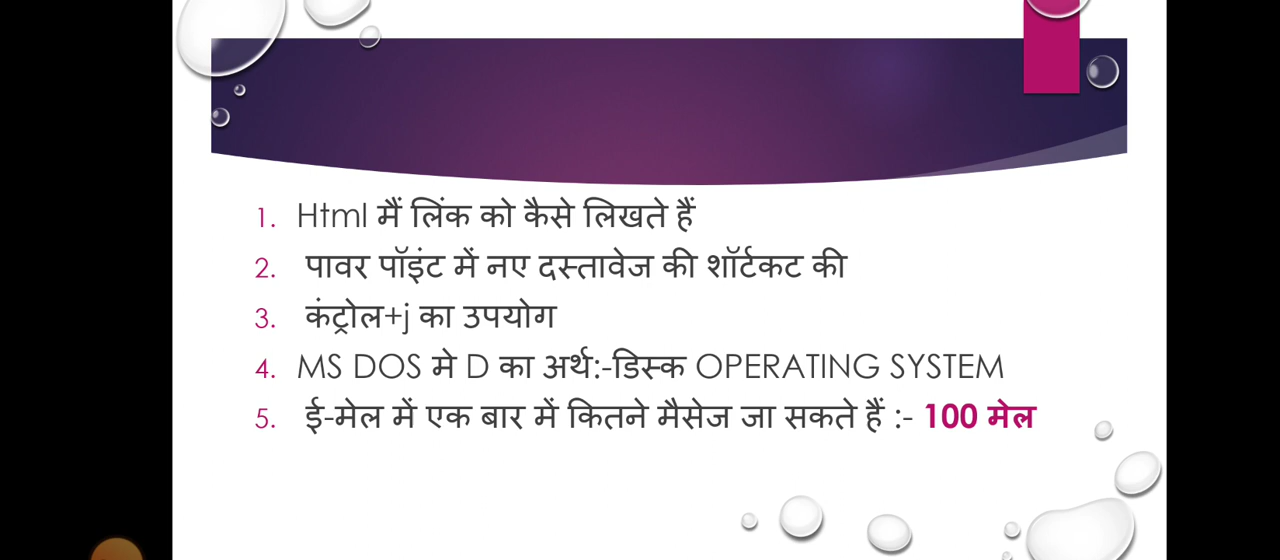 1. Html मैं लिंक को कैसे लिखते हैं
2. पावर पॉइंट में नए दस्तावेज की शॉर्टकट की
3. कंट्रोल+j का उपयोग
4. MS DOS मे D का अर्थ:-डिस्क OPERATING SYSTEM
5. ई-मेल में एक बार में कितने मैसेज जा सकते हैं :- 100 मेल